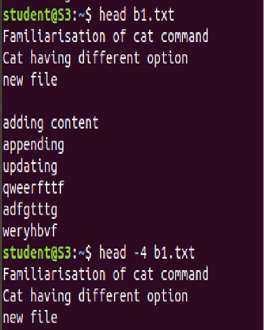 student@S3:~$ head b1.txt
Familiarisation of cat command
Cat having different option
new file

adding content
appending
updating
qweerfttf
adfgtttg
weryhbvf
student@S3:~$ head -4 b1.txt
Familiarisation of cat command
Cat having different option
new file